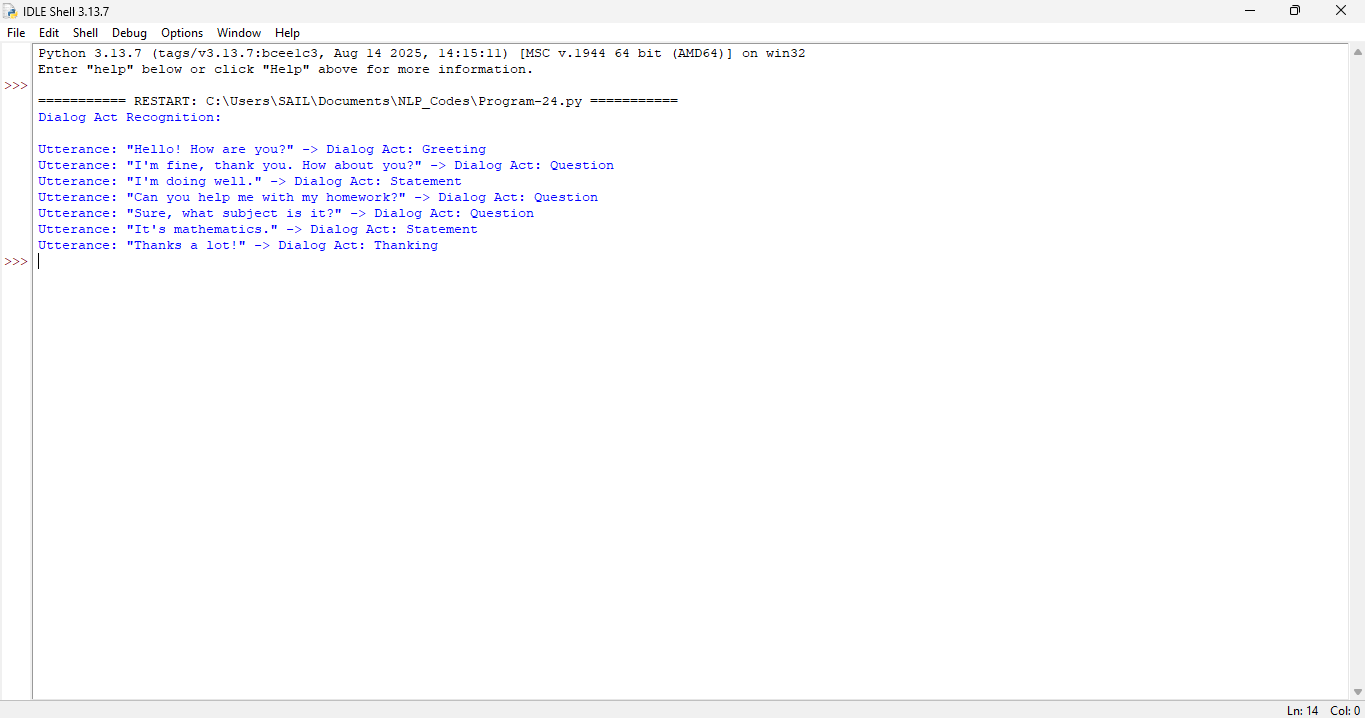 IDLE Shell 3.13.7
File Edit Shell Debug Options Window Help
Python 3.13.7 (tags/v3.13.7:bcee1c3, Aug 14 2025, 14:15:11) [MSC v.1944 64 bit (AMD64)] on win32
Enter "help" below or click "Help" above for more information.
>>>
=========== RESTART: C:\Users\SAIL\Documents\NLP_Codes\Program-24.py ===========
Dialog Act Recognition:
Utterance: "Hello! How are you?" -> Dialog Act: Greeting
Utterance: "I'm fine, thank you. How about you?" -> Dialog Act: Question
Utterance: "I'm doing well." -> Dialog Act: Statement
Utterance: "Can you help me with my homework?" -> Dialog Act: Question
Utterance: "Sure, what subject is it?" -> Dialog Act: Question
Utterance: "It's mathematics." -> Dialog Act: Statement
Utterance: "Thanks a lot!" -> Dialog Act: Thanking
>>>
Ln: 14 Col: 0